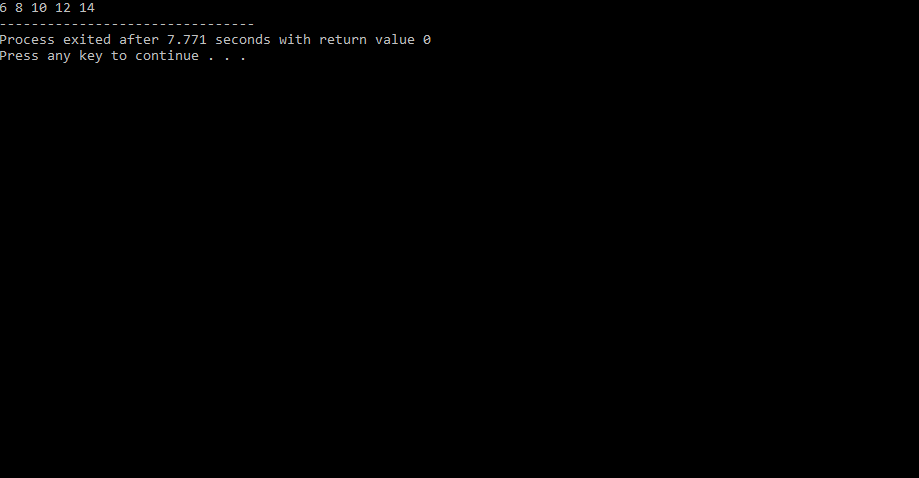 6 8 10 12 14
--------------------------------
Process exited after 7.771 seconds with return value 0
Press any key to continue . . .